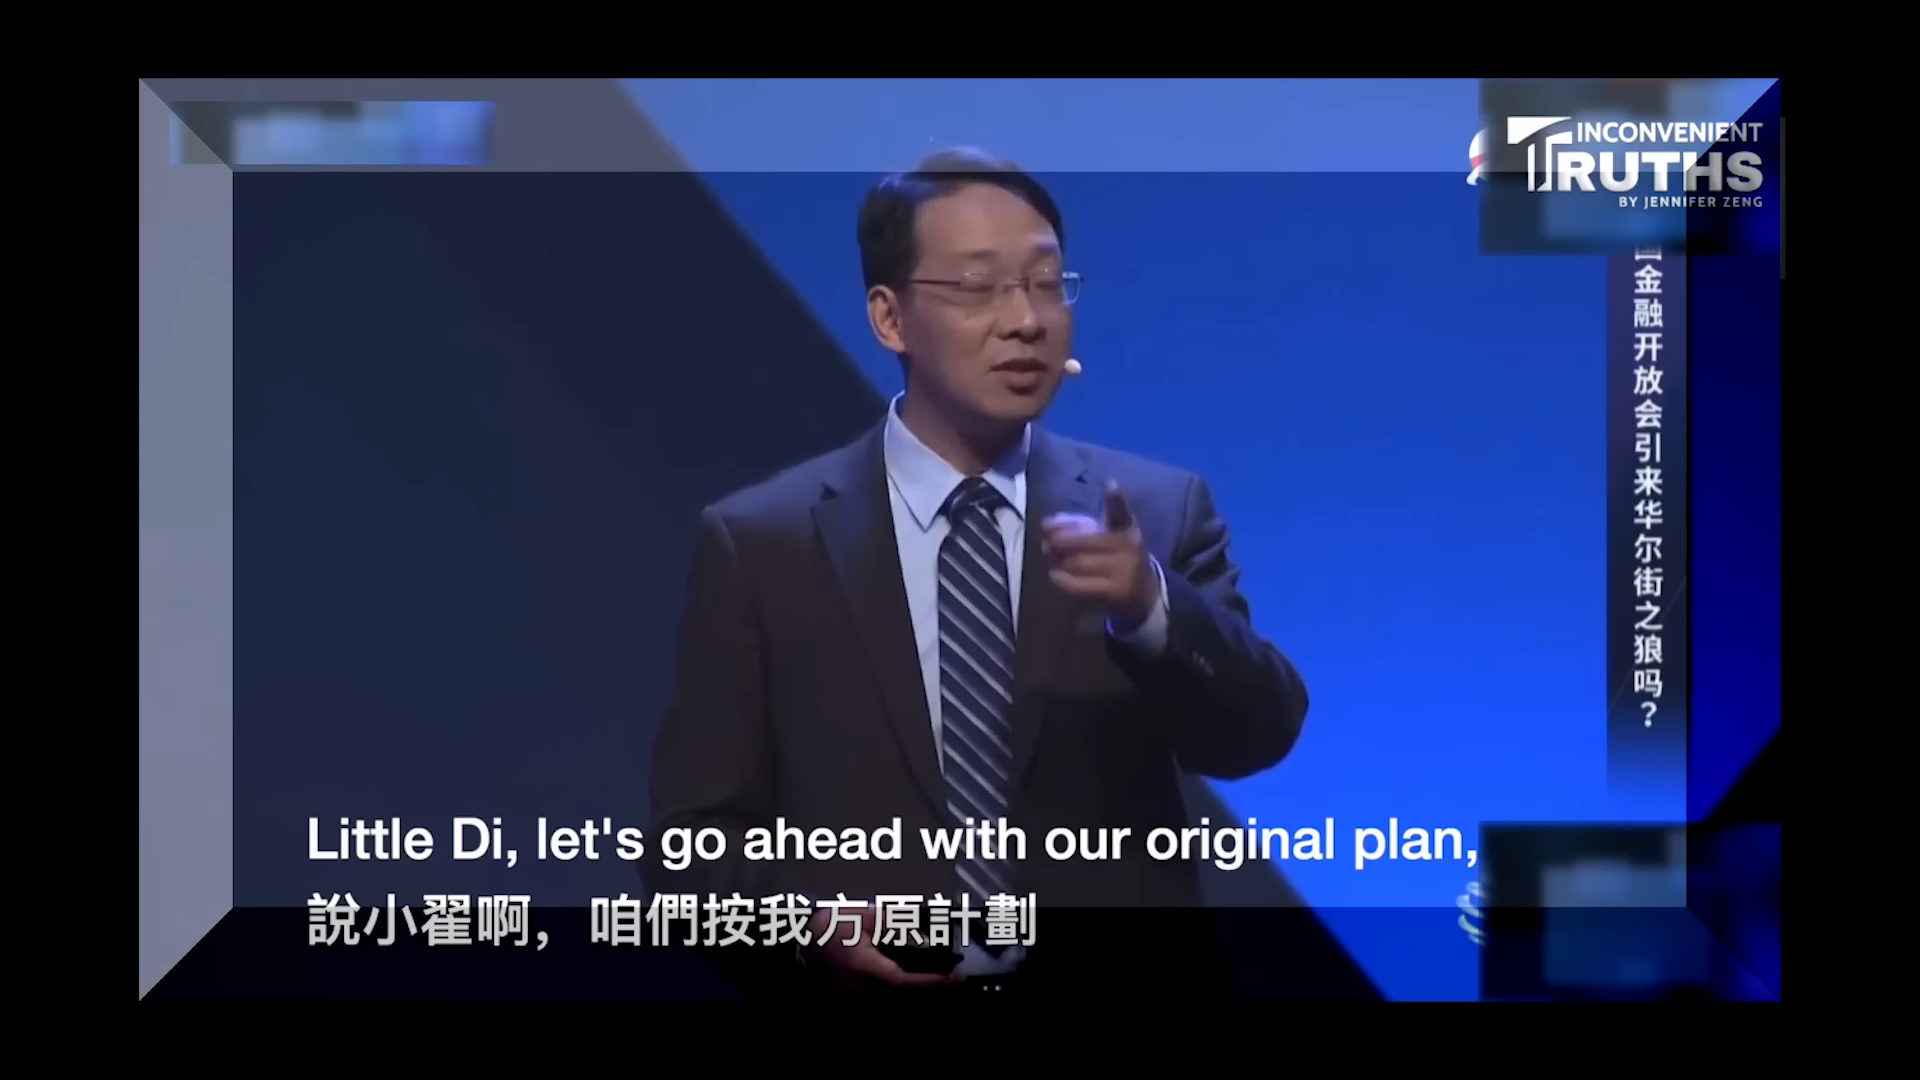 INCONVENIENT
TRUTHS
BY JENNIFER ZENG
国金融开放会引来华尔街之狼吗？
Little Di, let's go ahead with our original plan,
說小翟啊，咱們按我方原計劃